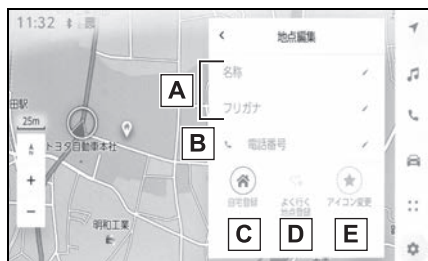 11:32
地点編集
名称
A
フリガナ
田駅
25m
B
電話番号
トヨタ自動車本社
自宅登録
よく行く
地点登録
アイコン変更
C
D
E
明和工業